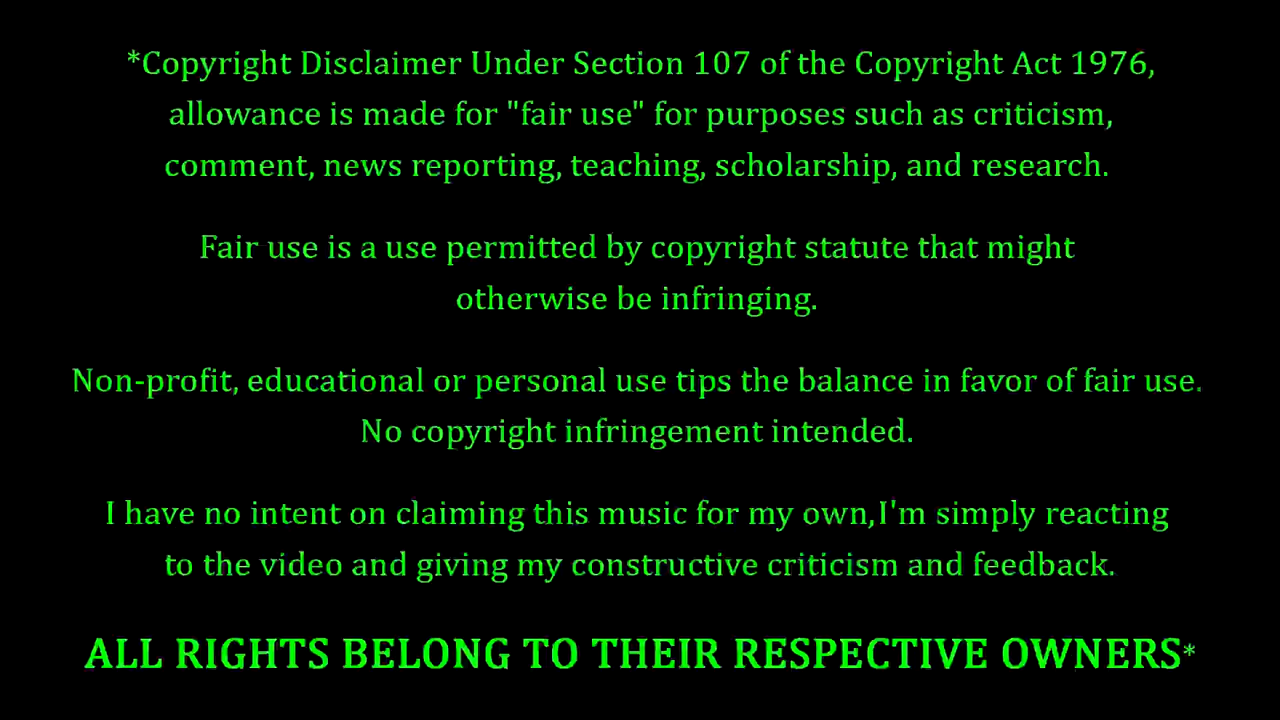 *Copyright Disclaimer Under Section 107 of the Copyright Act 1976,
allowance is made for "fair use" for purposes such as criticism,
comment, news reporting, teaching, scholarship, and research.
Fair use is a use permitted by copyright statute that might
otherwise be infringing.
Non-profit, educational or personal use tips the balance in favor of fair use.
No copyright infringement intended.
I have no intent on claiming this music for my own,I'm simply reacting
to the video and giving my constructive criticism and feedback.
ALL RIGHTS BELONG TO THEIR RESPECTIVE OWNERS*